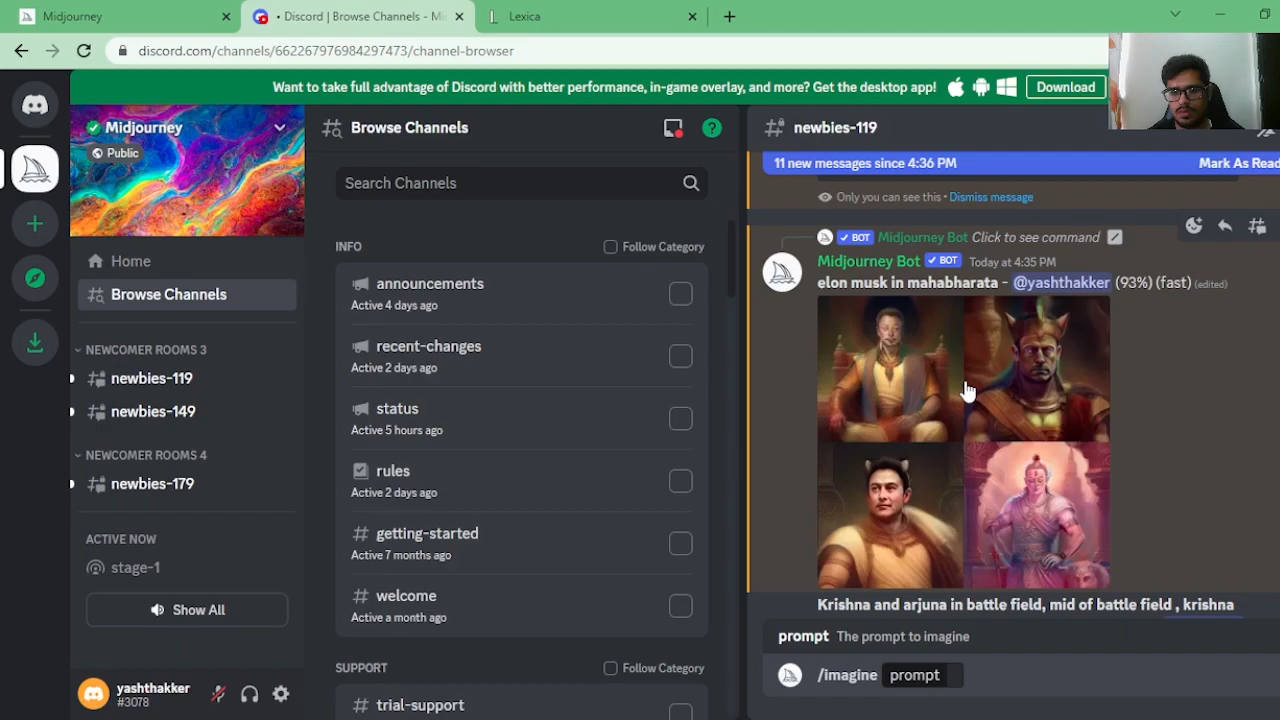 Midjourney
• Discord | Browse Channels - Mi
Lexica
discord.com/channels/662267976984297473/channel-browser
Want to take full advantage of Discord with better performance, in-game overlay, and more? Get the desktop app!
Download
Midjourney
Public
Home
Browse Channels
NEWCOMER ROOMS 3
newbies-119
newbies-149
NEWCOMER ROOMS 4
newbies-179
ACTIVE NOW
stage-1
Show All
yashthakker
#3078
Browse Channels
Search Channels
INFO
Follow Category
announcements
Active 4 days ago
recent-changes
Active 2 days ago
status
Active 5 hours ago
rules
Active 2 days ago
getting-started
Active 7 months ago
welcome
Active a month ago
SUPPORT
Follow Category
trial-support
newbies-119
11 new messages since 4:36 PM
Mark As Read
Only you can see this • Dismiss message
BOT Midjourney Bot Click to see command
Midjourney Bot BOT Today at 4:35 PM
elon musk in mahabharata - @yashthakker (93%) (fast) (edited)
Krishna and arjuna in battle field, mid of battle field , krishna
prompt The prompt to imagine
/imagine prompt